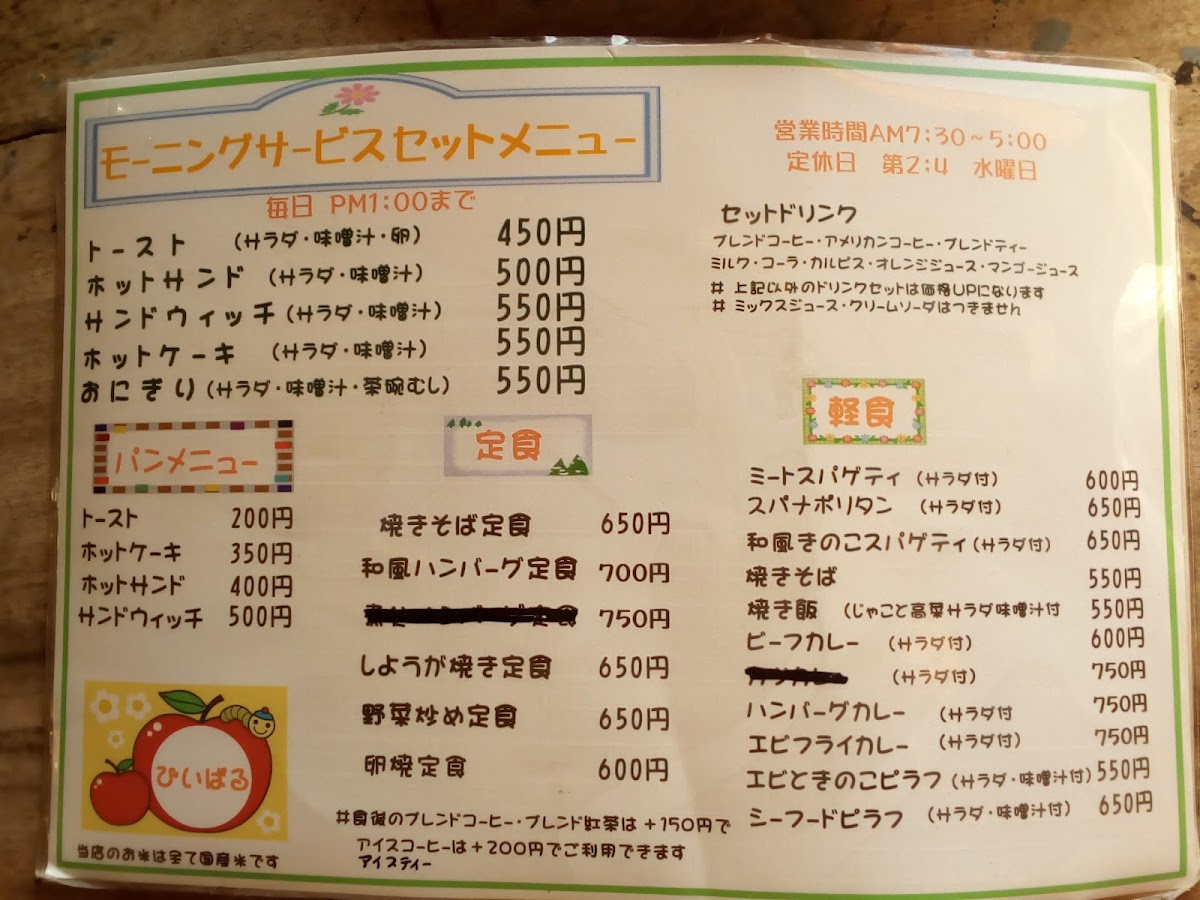 モーニングサービスセットメニュー
毎日 PM1:00まで
トースト (サラダ・味噌汁・卵) 450円
ホットサンド (サラダ・味噌汁) 500円
サンドウィッチ (サラダ・味噌汁) 550円
ホットケーキ (サラダ・味噌汁) 550円
おにぎり (サラダ・味噌汁・茶碗むし) 550円
営業時間AM7:30~5:00
定休日 第2:4 水曜日
セットドリンク
ブレンドコーヒー・アメリカンコーヒー・ブレンドティー
ミルク・コーラ・カルピス・オレンジジュース・マンゴージュース
# 上記以外のドリンクセットは価格UPになります
# ミックスジュース・クリームソーダはつきません
パンメニュー
トースト 200円
ホットケーキ 350円
ホットサンド 400円
サンドウィッチ 500円
ぴいぱる
当店のお米は全て国産米です
定食
焼きそば定食 650円
和風ハンバーグ定食 700円
750円
しようが焼き定食 650円
野菜炒め定食 650円
卵焼定食 600円
#食後のブレンドコーヒー・ブレンド紅茶は+150円で
アイスコーヒーは+200円でご利用できます
アイスティー
軽食
ミートスパゲティ (サラダ付) 600円
スパナポリタン (サラダ付) 650円
和風きのこスパゲティ (サラダ付) 650円
焼きそば 550円
焼き飯 (じゃこと高菜サラダ味噌汁付 550円
ビーフカレー (サラダ付) 600円
(サラダ付) 750円
ハンバーグカレー (サラダ付 750円
エビフライカレー (サラダ付) 750円
エビときのこピラフ (サラダ・味噌汁付) 550円
シーフードピラフ (サラダ・味噌汁付) 650円